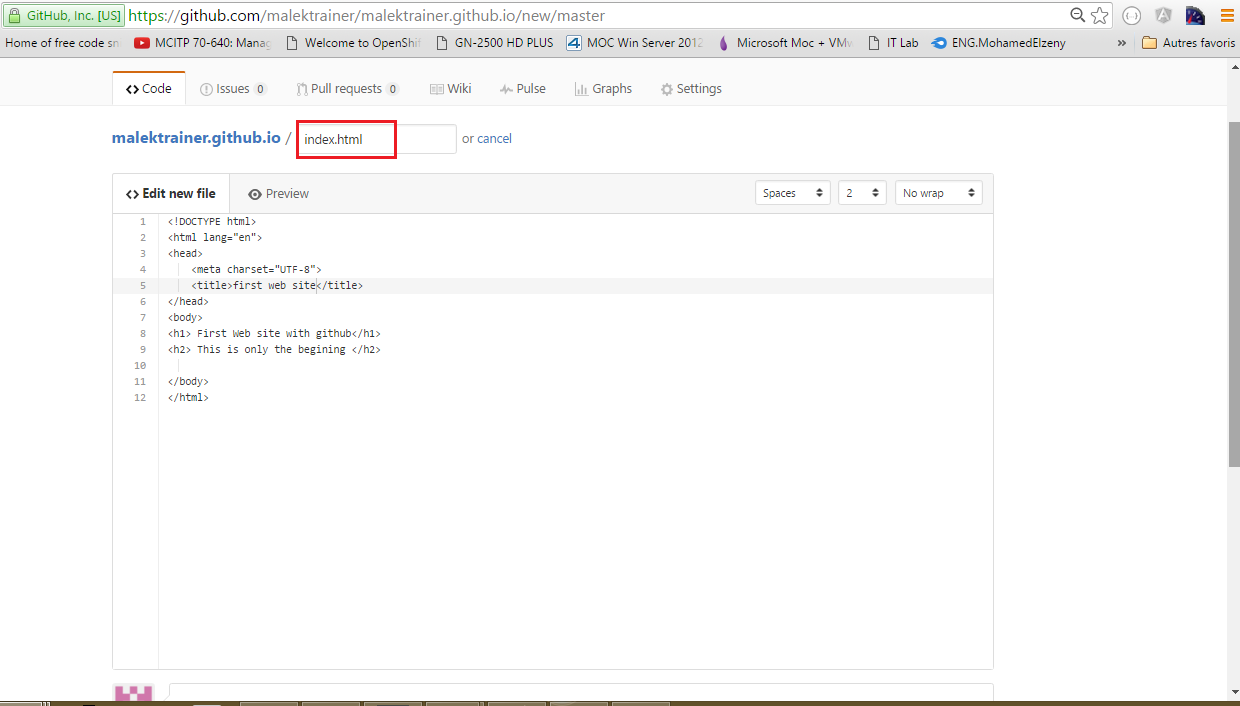 GitHub, Inc. [US] https://github.com/malektrainer/malektrainer.github.io/new/master
Home of free code sn MCITP 70-640: Manag Welcome to OpenShif GN-2500 HD PLUS 4 MOC Win Server 2012 Microsoft Moc + VMw IT Lab ENG.MohamedElzeny » Autres favoris
<> Code Issues 0 Pull requests 0 Wiki Pulse Graphs Settings
malektrainer.github.io / index.html or cancel
<> Edit new file Preview Spaces 2 No wrap
1 <!DOCTYPE html>
2 <html lang="en">
3 <head>
4 <meta charset="UTF-8">
5 <title>first web site</title>
6 </head>
7 <body>
8 <h1> First Web site with github</h1>
9 <h2> This is only the begining </h2>
10
11 </body>
12 </html>